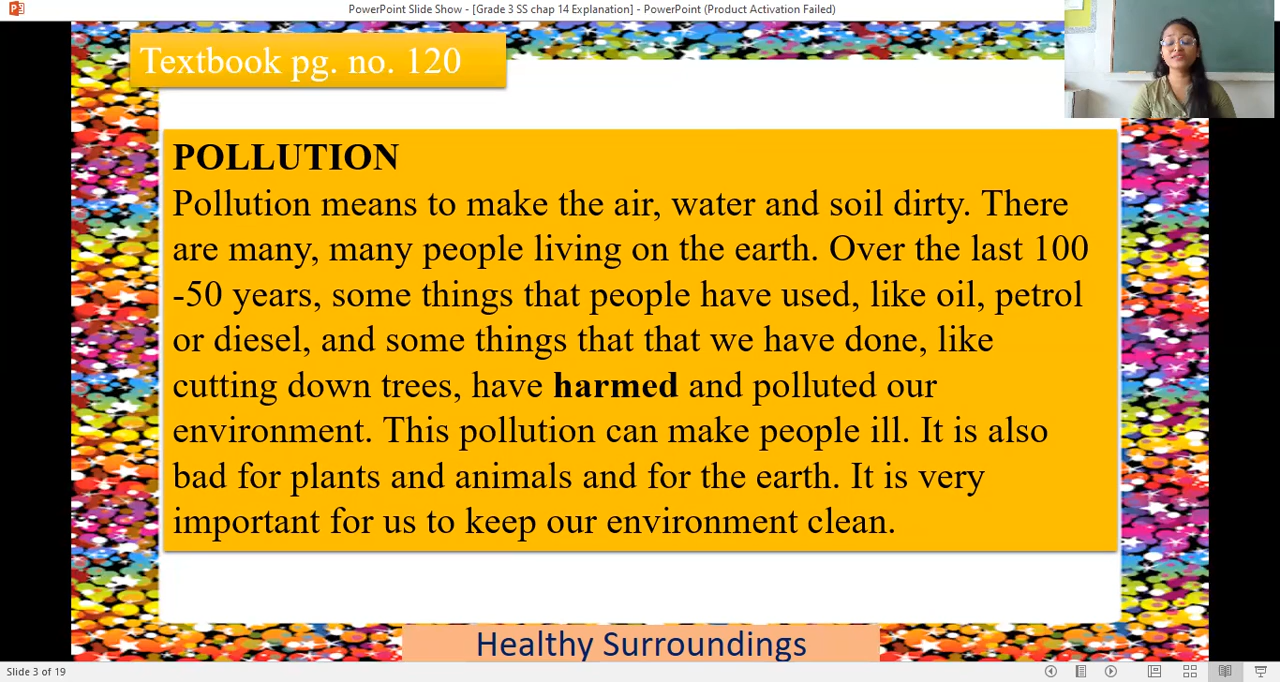 PowerPoint Slide Show - [Grade 3 SS chap 14 Explanation] - PowerPoint (Product Activation Failed)
Textbook pg. no. 120
POLLUTION
Pollution means to make the air, water and soil dirty. There
are many, many people living on the earth. Over the last 100
-50 years, some things that people have used, like oil, petrol
or diesel, and some things that that we have done, like
cutting down trees, have harmed and polluted our
environment. This pollution can make people ill. It is also
bad for plants and animals and for the earth. It is very
important for us to keep our environment clean.
Healthy Surroundings
Slide 3 of 19